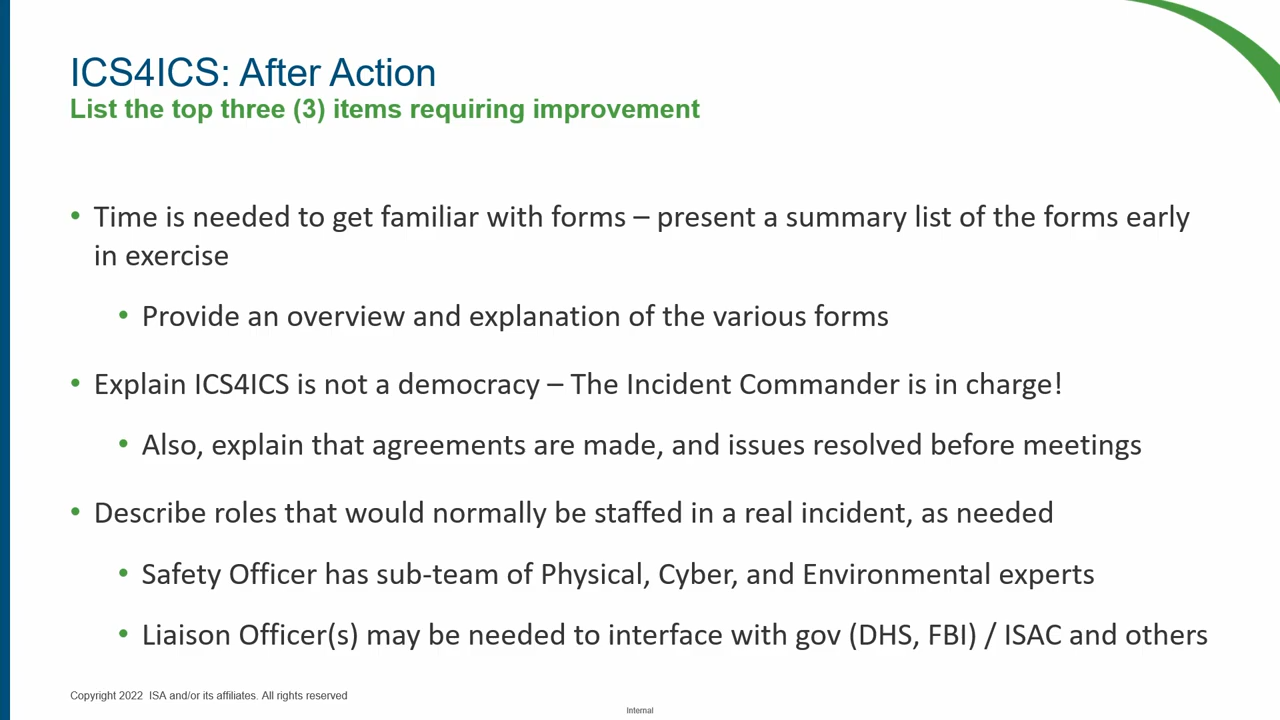 ICS4ICS: After Action
List the top three (3) items requiring improvement
• Time is needed to get familiar with forms – present a summary list of the forms early
in exercise
• Provide an overview and explanation of the various forms
• Explain ICS4ICS is not a democracy – The Incident Commander is in charge!
• Also, explain that agreements are made, and issues resolved before meetings
• Describe roles that would normally be staffed in a real incident, as needed
• Safety Officer has sub-team of Physical, Cyber, and Environmental experts
• Liaison Officer(s) may be needed to interface with gov (DHS, FBI) / ISAC and others
Copyright 2022 ISA and/or its affiliates. All rights reserved
Internal